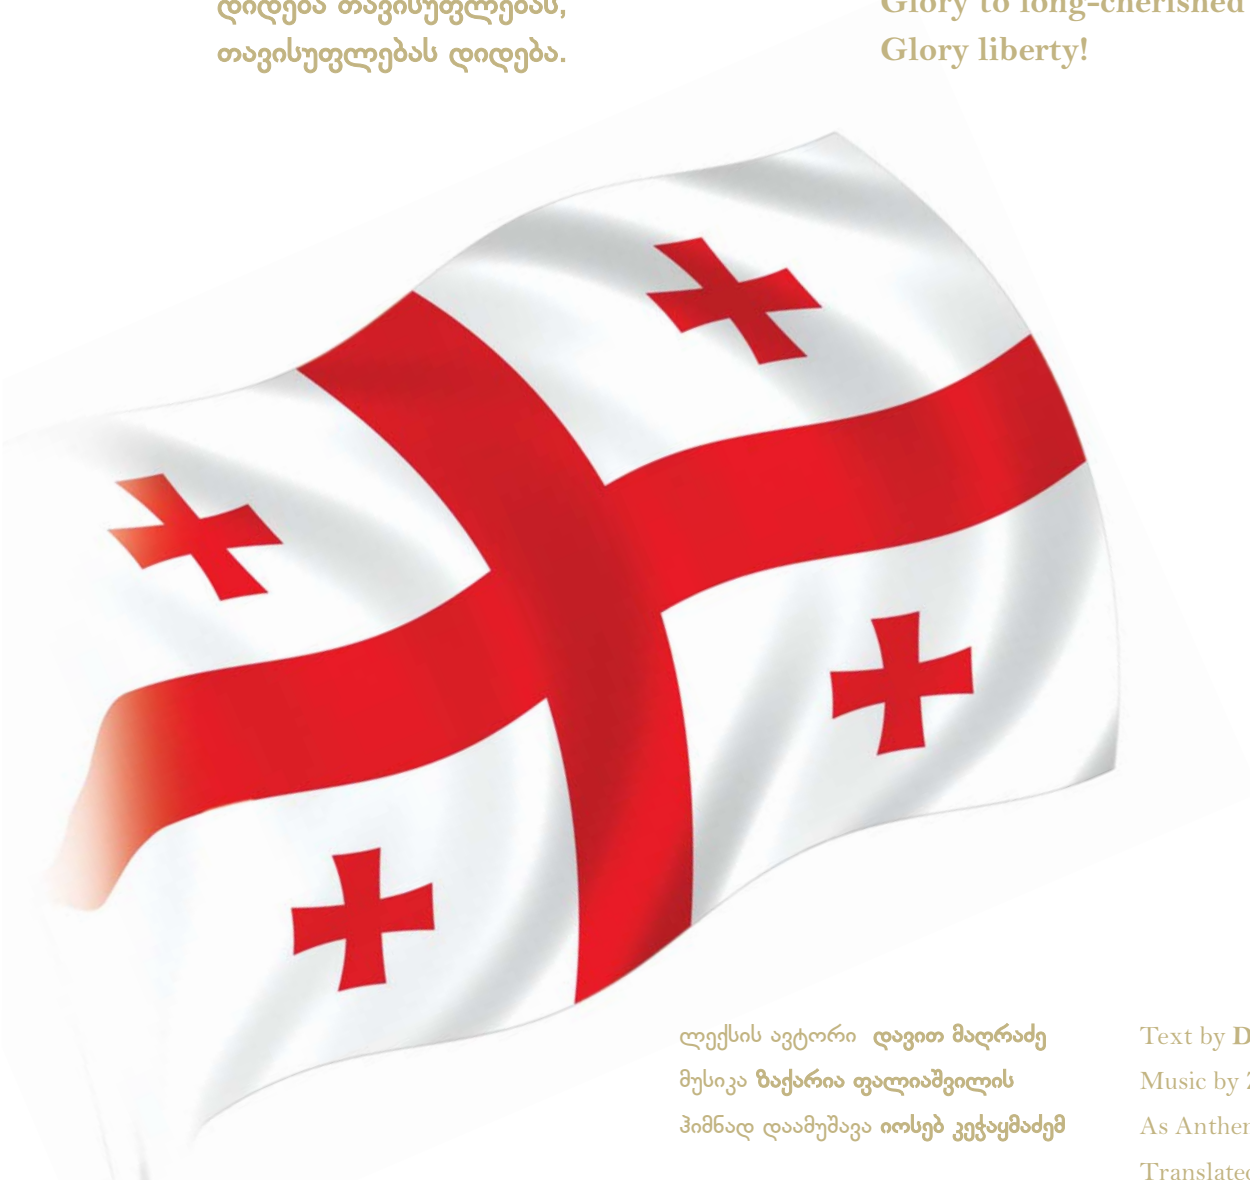 დიდება თავისუფლებას,
თავისუფლებას დიდება.
Glory to long-cherished
Glory liberty!
ლექსის ავტორი დავით მაღრაძე
მუსიკა ზაქარია ფალიაშვილის
ჰიმნად დაამუშავა იოსებ კეჭაყმაძემ
Text by
Music by
As